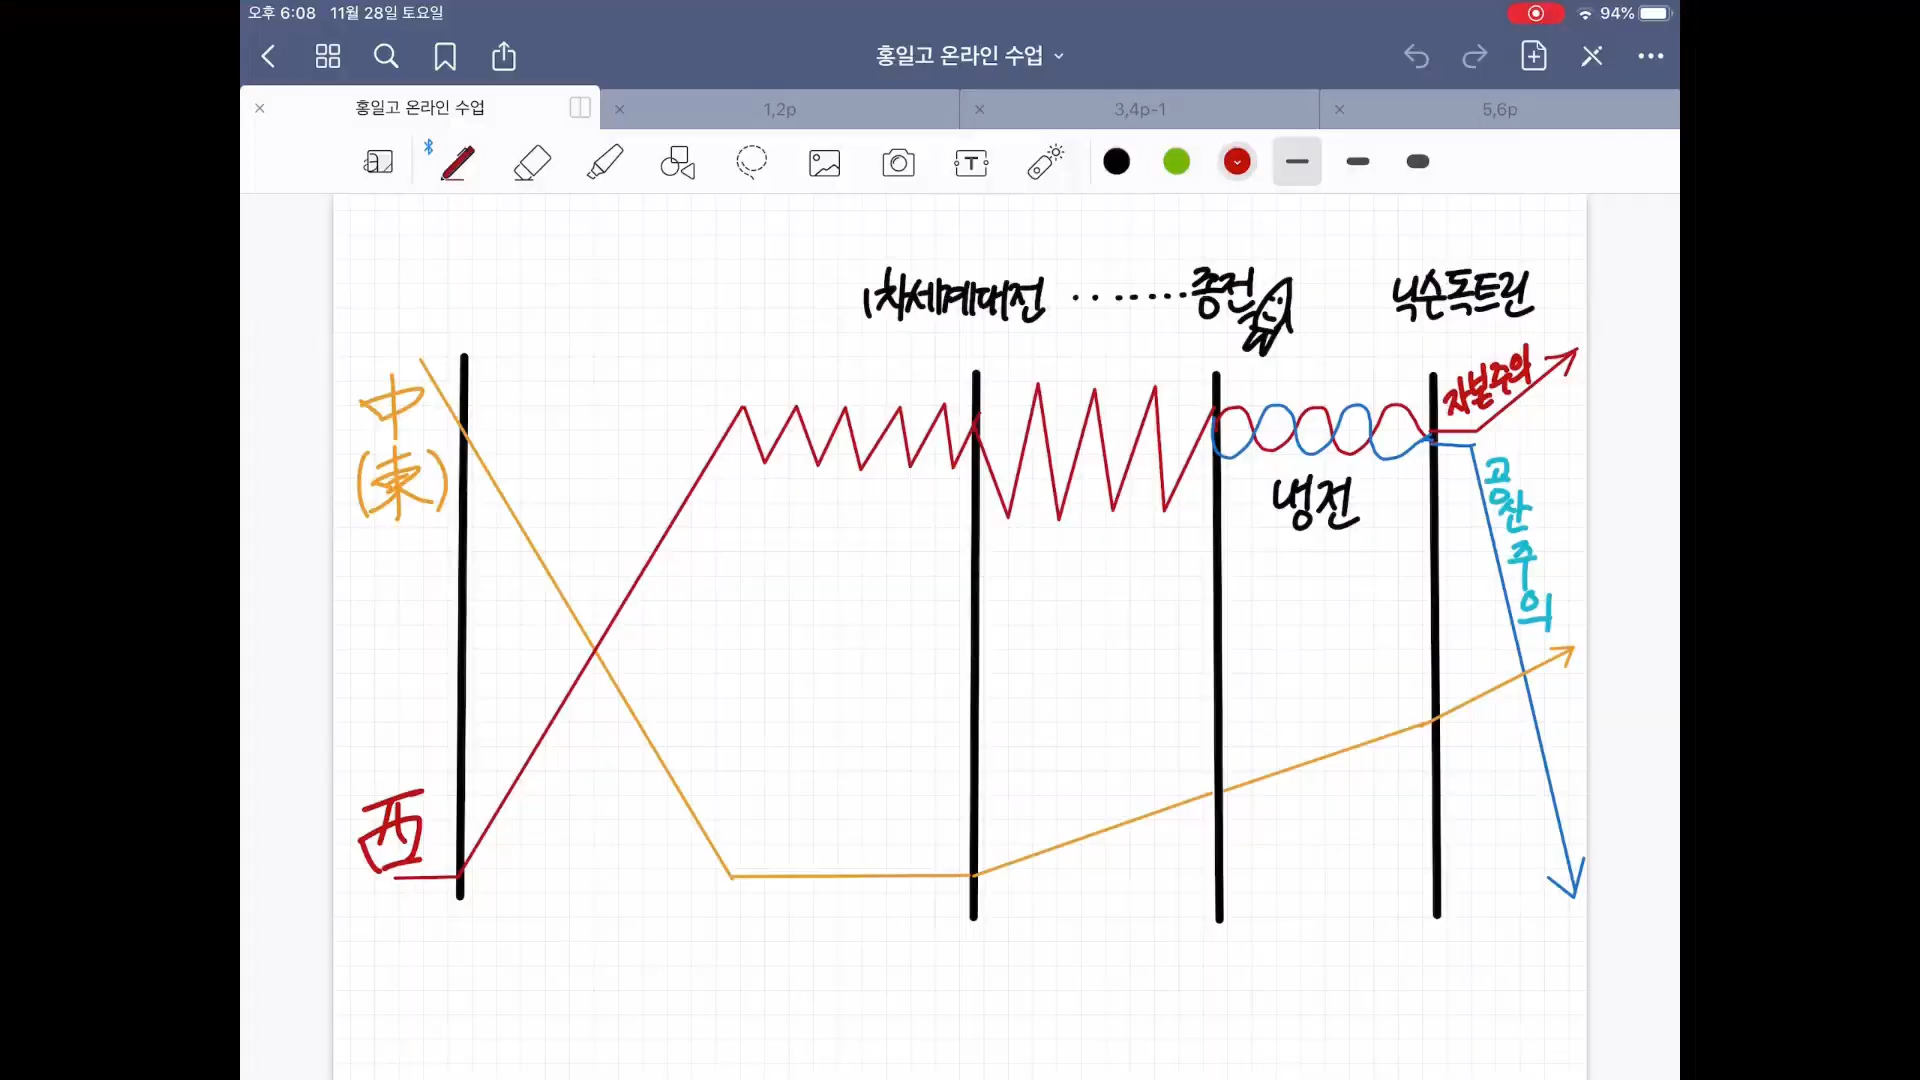 오후 6:08 11월 28일 토요일
94%
홍일고 온라인 수업
홍일고 온라인 수업
1,2p
3,4p-1
5,6p
1차세계대전 ........ 종전
닉슨독트린
中
(東)
자본주의
냉전
공산주의
西